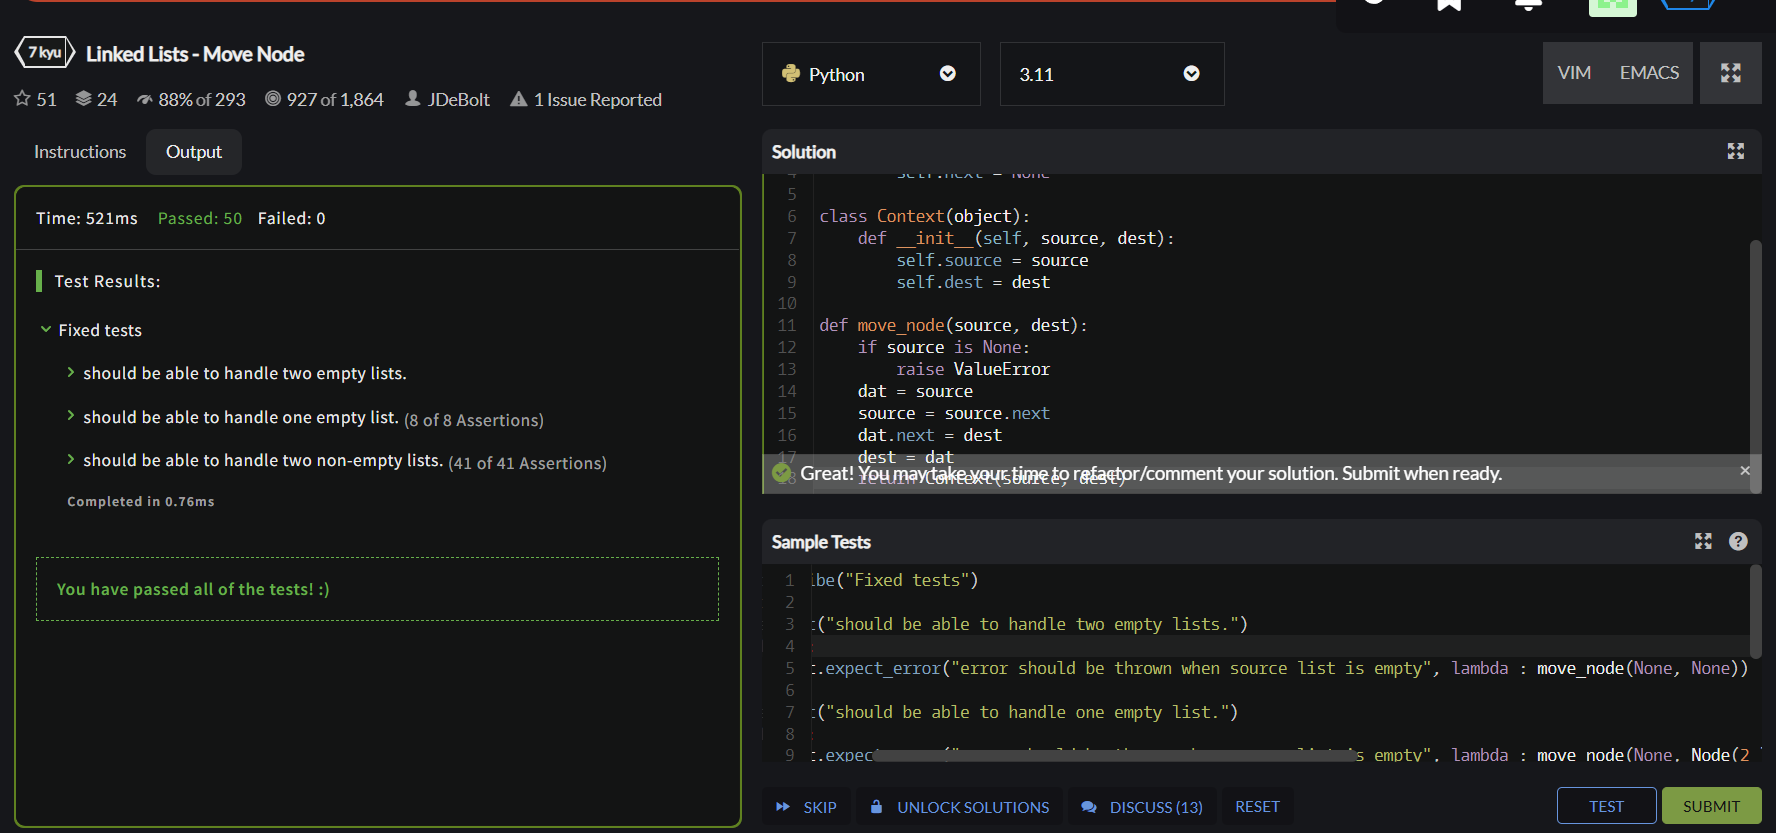 7 kyu Linked Lists - Move Node
51 24 88% of 293 927 of 1,864 JDeBolt 1 Issue Reported
Instructions Output
Time: 521ms Passed: 50 Failed: 0
Test Results:
Fixed tests
should be able to handle two empty lists.
should be able to handle one empty list. (8 of 8 Assertions)
should be able to handle two non-empty lists. (41 of 41 Assertions)
Completed in 0.76ms
You have passed all of the tests! :)
Python 3.11 VIM EMACS
Solution
4 self.next = None
5
6 class Context(object):
7 def __init__(self, source, dest):
8 self.source = source
9 self.dest = dest
10
11 def move_node(source, dest):
12 if source is None:
13 raise ValueError
14 dat = source
15 source = source.next
16 dat.next = dest
17 dest = dat
18 return Context(source, dest)
Great! You may take your time to refactor/comment your solution. Submit when ready.
Sample Tests
1 be("Fixed tests")
2
3 ("should be able to handle two empty lists.")
4
5 .expect_error("error should be thrown when source list is empty", lambda : move_node(None, None))
6
7 ("should be able to handle one empty list.")
8
9 .expec s empty", lambda : move_node(None, Node(2
SKIP UNLOCK SOLUTIONS DISCUSS (13) RESET TEST SUBMIT